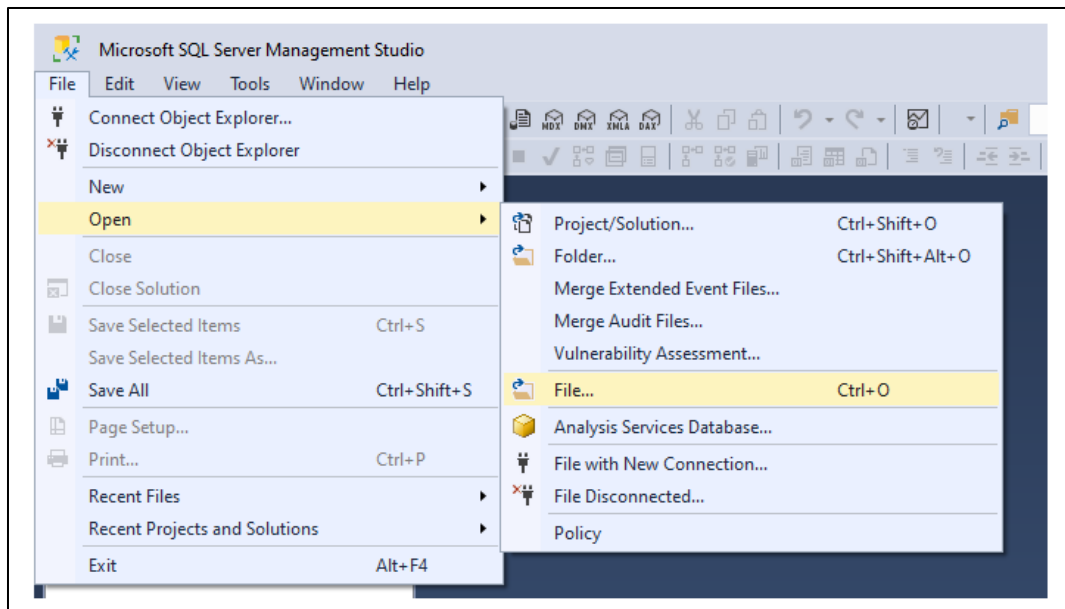 Microsoft SQL Server Management Studio
File Edit View Tools Window Help
MDX DMX XMLA DAX
Connect Object Explorer...
Disconnect Object Explorer
New
Open
Close
Close Solution
Save Selected Items Ctrl+S
Save Selected Items As...
Save All Ctrl+Shift+S
Page Setup...
Print... Ctrl+P
Recent Files
Recent Projects and Solutions
Exit Alt+F4
Project/Solution... Ctrl+Shift+O
Folder... Ctrl+Shift+Alt+O
Merge Extended Event Files...
Merge Audit Files...
Vulnerability Assessment...
File... Ctrl+O
Analysis Services Database...
File with New Connection...
File Disconnected...
Policy